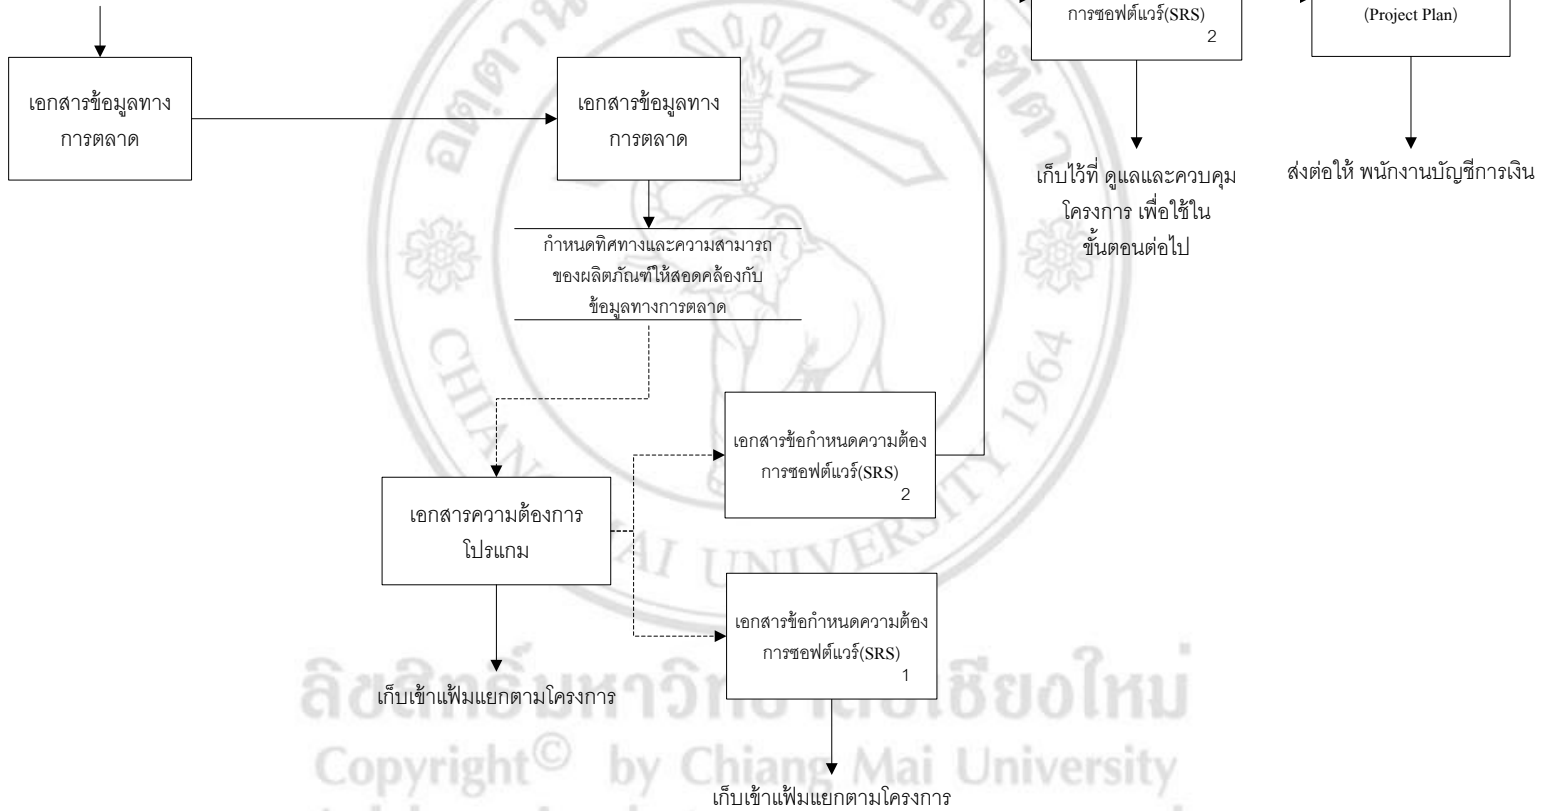 การซอฟต์แวร์(SRS)
2
(Project Plan)
เอกสารข้อมูลทาง
การตลาด
เอกสารข้อมูลทาง
การตลาด
เก็บไว้ที่ ดูแลและควบคุม
โครงการ เพื่อใช้ใน
ขั้นตอนต่อไป
ส่งต่อให้ พนักงานบัญชีการเงิน
กำหนดทิศทางและความสามารถ
ของผลิตภัณฑ์ให้สอดคล้องกับ
ข้อมูลทางการตลาด
เอกสารข้อกำหนดความต้อง
การซอฟต์แวร์(SRS)
2
เอกสารความต้องการ
โปรแกม
เอกสารข้อกำหนดความต้อง
การซอฟต์แวร์(SRS)
1
เก็บเข้าแฟ้มแยกตามโครงการ
เก็บเข้าแฟ้มแยกตามโครงการ
CHIANG MAI UNIVERSITY 1964
ลิขสิทธิ์มหาวิทยาลัยเชียงใหม่
Copyright© by Chiang Mai University